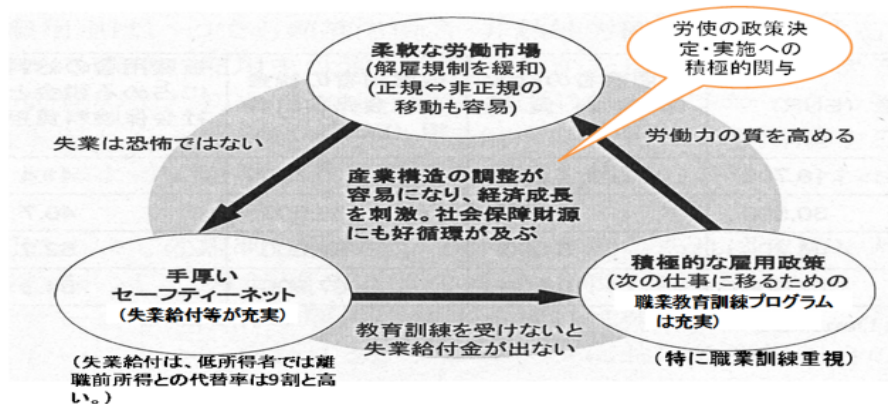 労使の政策決
定・実施への
積極的関与
柔軟な労働市場
(解雇規制を緩和)
(正規⇔非正規の
移動も容易)
失業は恐怖ではない
労働力の質を高める
産業構造の調整が
容易になり、経済成長
を刺激。社会保障財源
にも好循環が及ぶ
手厚い
セーフティーネット
(失業給付等が充実)
積極的な雇用政策
(次の仕事に移るための
職業教育訓練プログラム
は充実)
教育訓練を受けないと
失業給付金が出ない
(失業給付は、低所得者では離
職前所得との代替率は9割と高
い。)
(特に職業訓練重視)